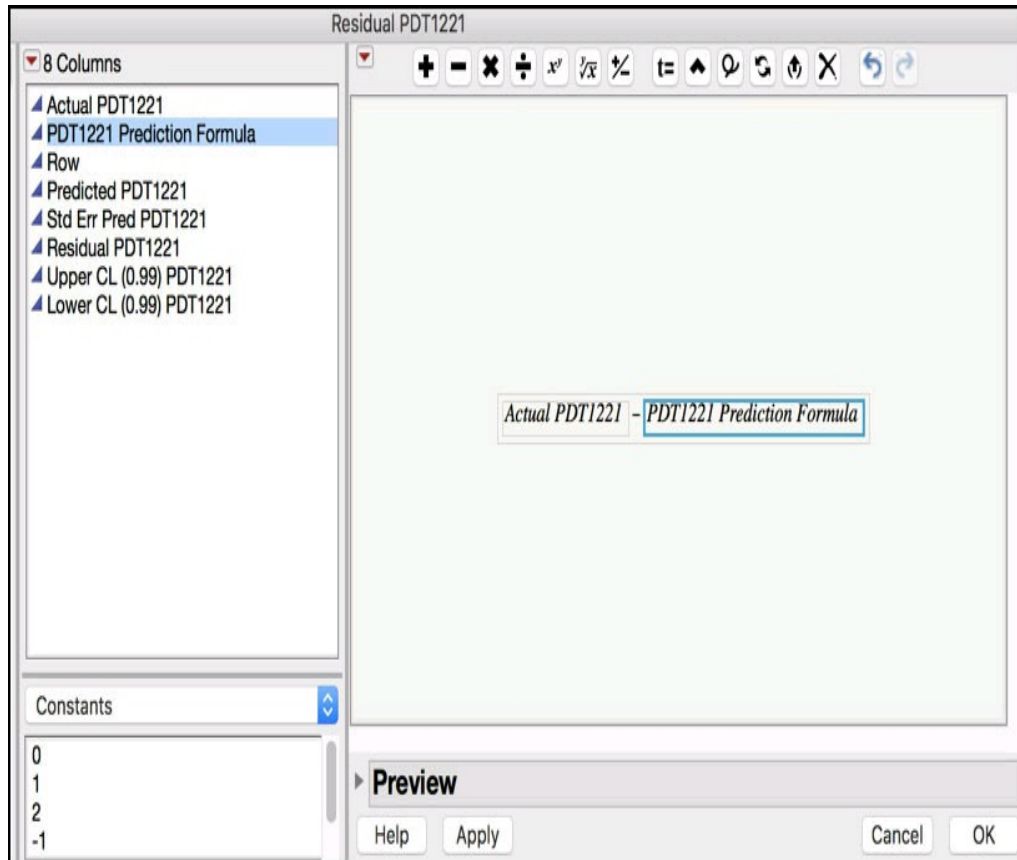 Residual PDT1221
8 Columns
Actual PDT1221
PDT1221 Prediction Formula
Row
Predicted PDT1221
Std Err Pred PDT1221
Residual PDT1221
Upper CL (0.99) PDT1221
Lower CL (0.99) PDT1221
Constants
0
1
2
-1
+ − × ÷ xʸ ʸ√x +/− t=
Actual PDT1221 – PDT1221 Prediction Formula
Preview
Help Apply Cancel OK